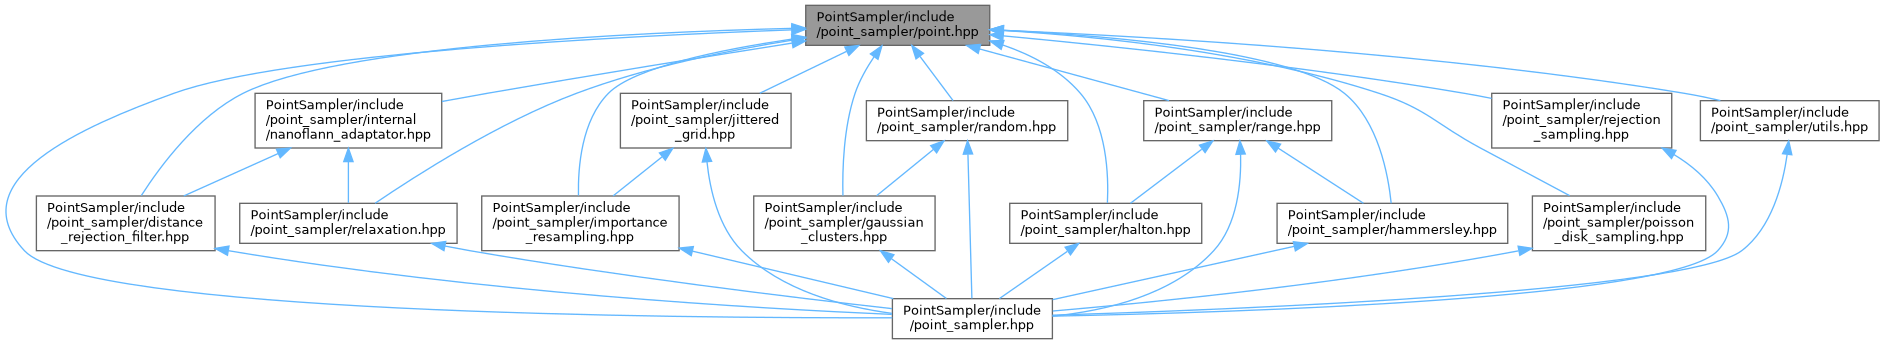 PointSampler/include
/point_sampler/point.hpp
PointSampler/include
/point_sampler/internal
/nanoflann_adaptator.hpp
PointSampler/include
/point_sampler/jittered
_grid.hpp
PointSampler/include
/point_sampler/random.hpp
PointSampler/include
/point_sampler/range.hpp
PointSampler/include
/point_sampler/rejection
_sampling.hpp
PointSampler/include
/point_sampler/utils.hpp
PointSampler/include
/point_sampler/distance
_rejection_filter.hpp
PointSampler/include
/point_sampler/relaxation.hpp
PointSampler/include
/point_sampler/importance
_resampling.hpp
PointSampler/include
/point_sampler/gaussian
_clusters.hpp
PointSampler/include
/point_sampler/halton.hpp
PointSampler/include
/point_sampler/hammersley.hpp
PointSampler/include
/point_sampler/poisson
_disk_sampling.hpp
PointSampler/include
/point_sampler.hpp